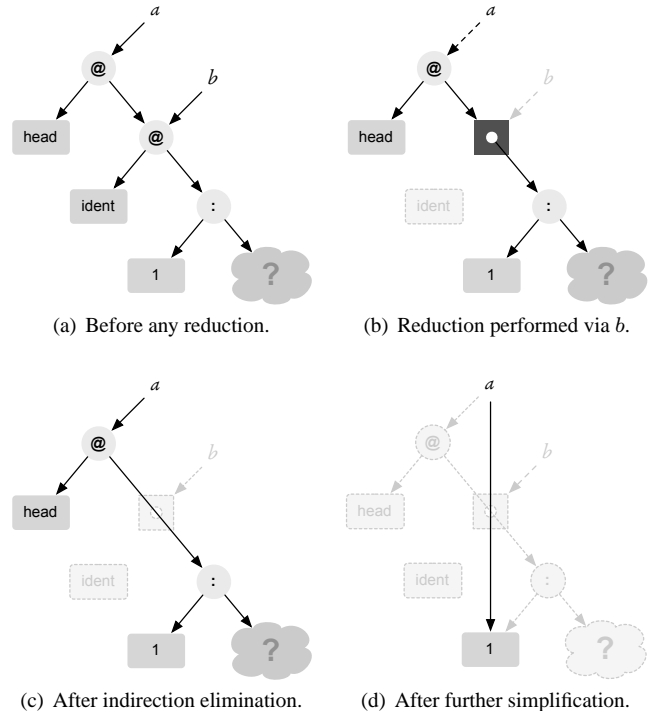 a
@
b
head
@
ident
:
1
?
(a) Before any reduction.
a
@
b
head
ident
:
1
?
(b) Reduction performed via b.
a
@
b
head
ident
:
1
?
(c) After indirection elimination.
a
@
b
head
ident
:
1
?
(d) After further simplification.